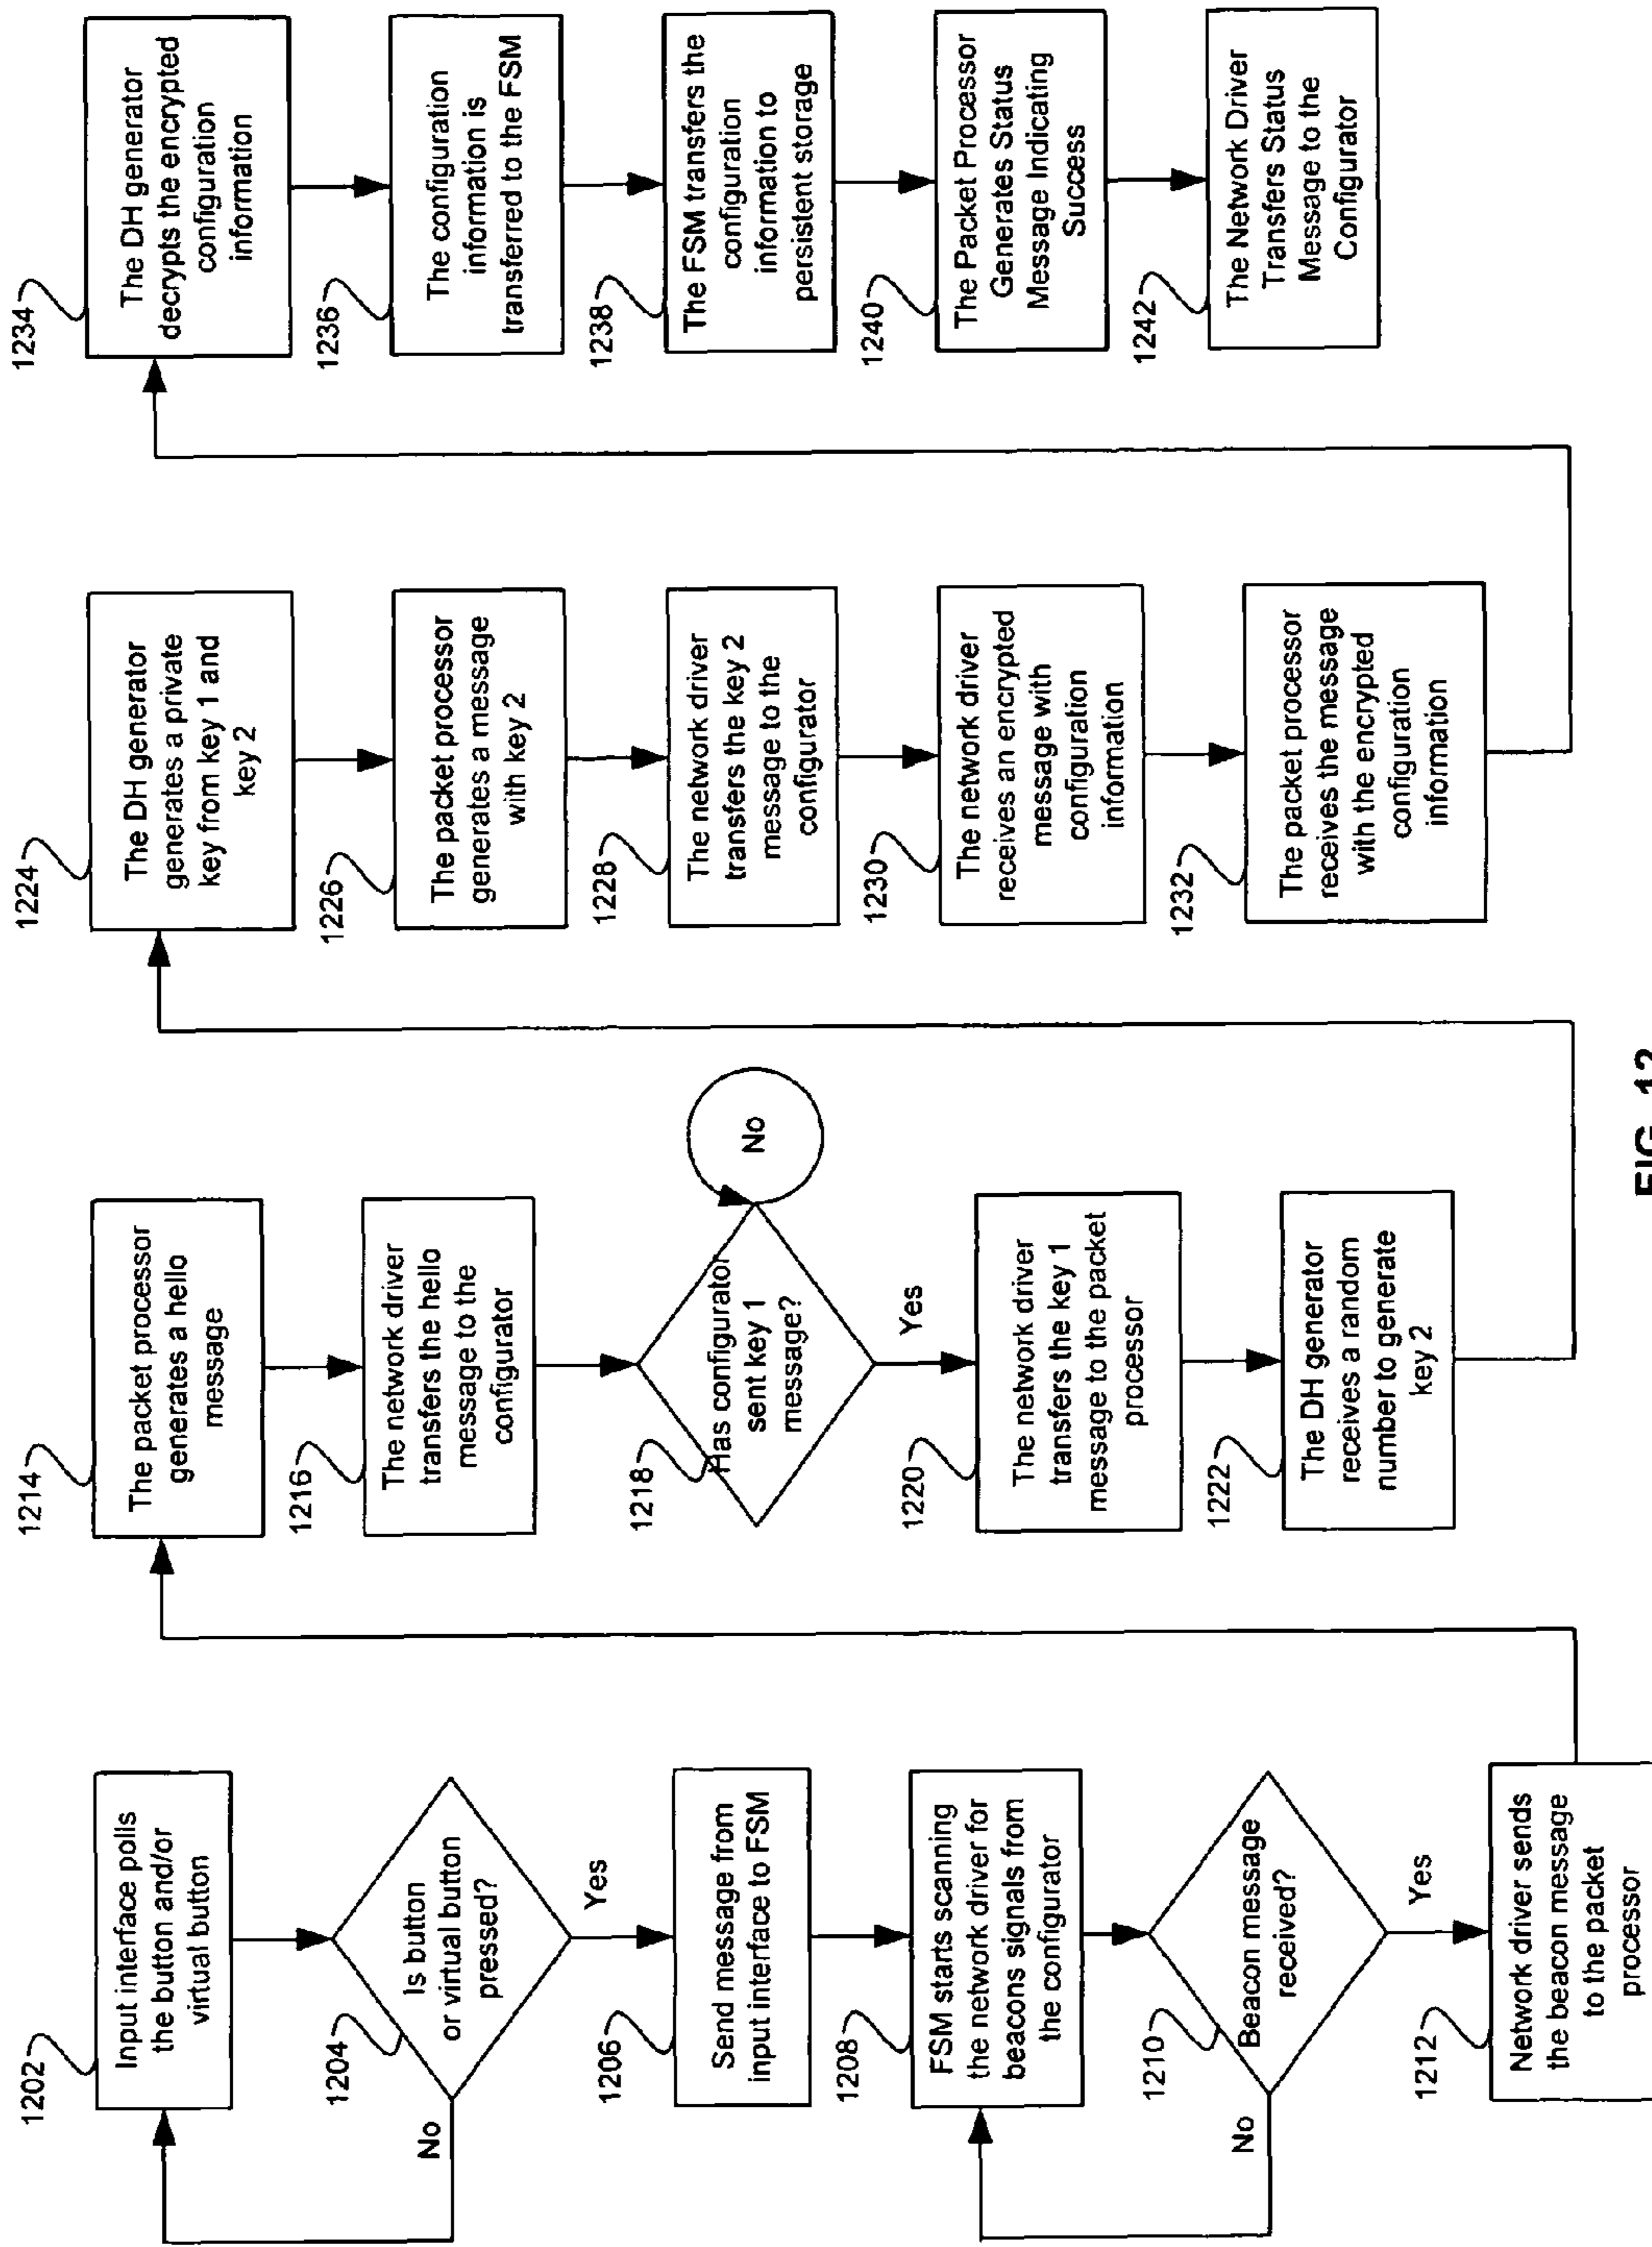 1202
Input interface polls
the button and/or
virtual button
1204
Is button
or virtual button
pressed?
No
Yes
1206
Send message from
input interface to FSM
1208
FSM starts scanning
the network driver for
beacons signals from
the configurator
1210
Beacon message
received?
No
Yes
1212
Network driver sends
the beacon message
to the packet
processor
1214
The packet processor
generates a hello
message
1216
The network driver
transfers the hello
message to the
configurator
1218
Has configurator
sent key 1
message?
No
Yes
1220
The network driver
transfers the key 1
message to the packet
processor
1222
The DH generator
receives a random
number to generate
key 2
1224
The DH generator
generates a private
key from key 1 and
key 2
1226
The packet processor
generates a message
with key 2
1228
The network driver
transfers the key 2
message to the
configurator
1230
The network driver
receives an encrypted
message with
configuration
information
1232
The packet processor
receives the message
with the encrypted
configuration
information
1234
The DH generator
decrypts the encrypted
configuration
information
1236
The configuration
information is
transferred to the FSM
1238
The FSM transfers the
configuration
information to
persistent storage
1240
The Packet Processor
Generates Status
Message Indicating
Success
1242
The Network Driver
Transfers Status
Message to the
Configurator
FIG. 12